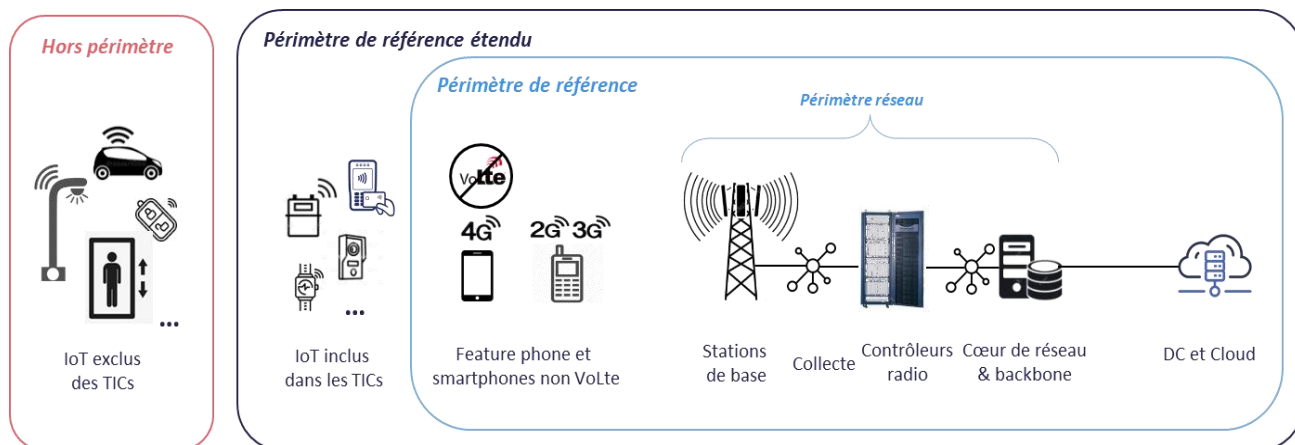 Hors périmètre
Périmètre de référence étendu
Périmètre de référence
Périmètre réseau
VoLte
4G
2G 3G
...
...
IoT exclus
des TICs
IoT inclus
dans les TICs
Feature phone et
smartphones non VoLte
Stations
de base
Collecte
Contrôleurs
radio
Cœur de réseau
& backbone
DC et Cloud